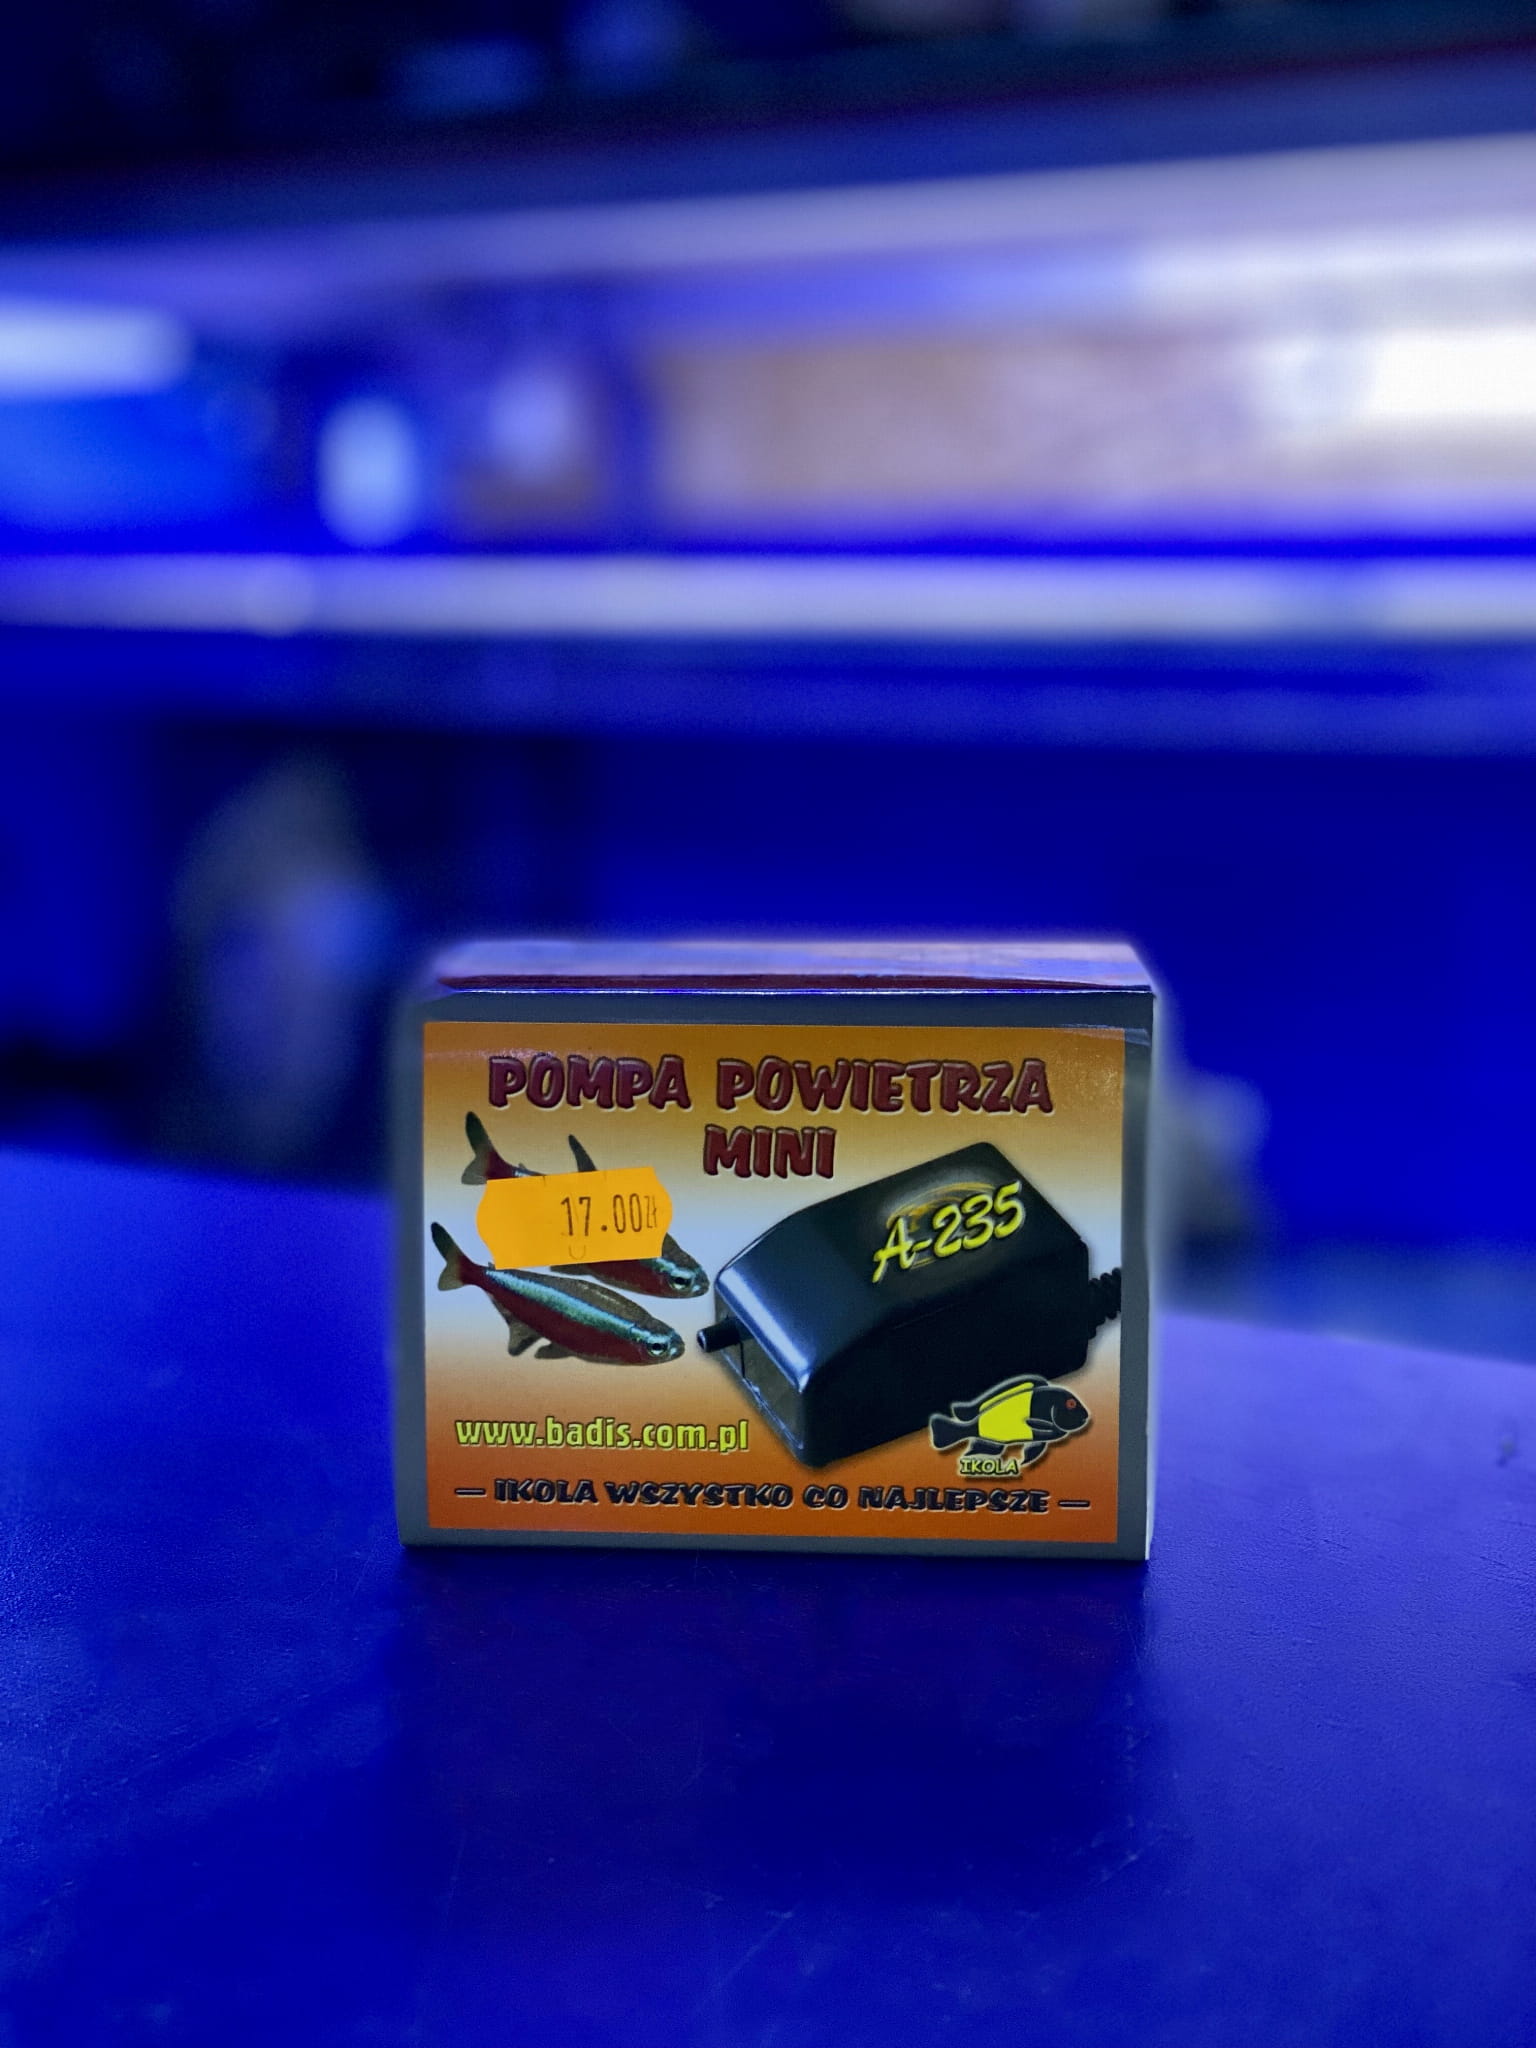 POMPA POWIETRZA
MINI
17.00zł
A-235
www.badis.com.pl
IKOLA
— IKOLA WSZYSTKO CO NAJLEPSZE —